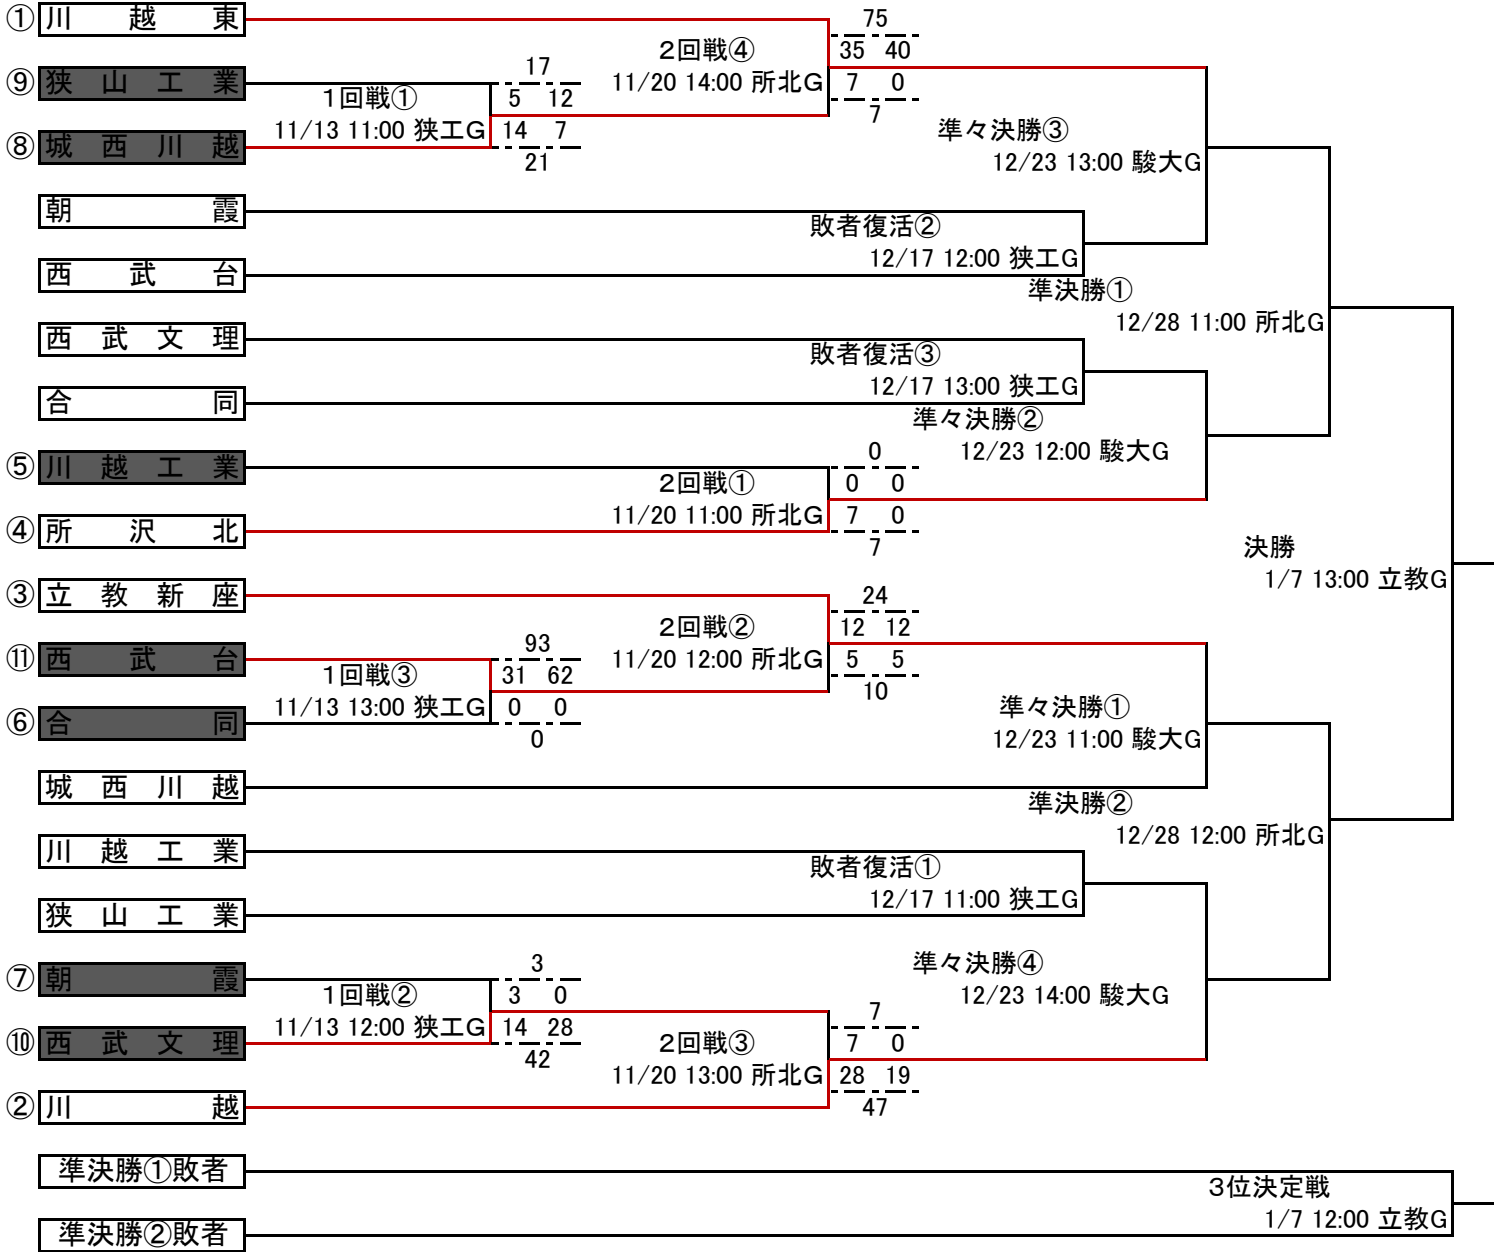 ① 川越東
75
35 40
2回戦④
11/20 14:00 所北G
7 0
7
⑨ 狭山工業
17
5 12
1回戦①
11/13 11:00 狭工G
14 7
21
⑧ 城西川越
準々決勝③
12/23 13:00 駿大G
朝霞
敗者復活②
12/17 12:00 狭工G
西武台
準決勝①
12/28 11:00 所北G
西武文理
敗者復活③
12/17 13:00 狭工G
合同
準々決勝②
12/23 12:00 駿大G
⑤ 川越工業
0
0 0
2回戦①
11/20 11:00 所北G
7 0
7
④ 所沢北
決勝
1/7 13:00 立教G
③ 立教新座
24
12 12
2回戦②
11/20 12:00 所北G
5 5
10
⑪ 西武台
93
31 62
1回戦③
11/13 13:00 狭工G
0 0
0
⑥ 合同
準々決勝①
12/23 11:00 駿大G
城西川越
準決勝②
12/28 12:00 所北G
川越工業
敗者復活①
12/17 11:00 狭工G
狭山工業
⑦ 朝霞
3
3 0
1回戦②
11/13 12:00 狭工G
14 28
42
準々決勝④
12/23 14:00 駿大G
⑩ 西武文理
7
7 0
2回戦③
11/20 13:00 所北G
28 19
47
② 川越
準決勝①敗者
3位決定戦
1/7 12:00 立教G
準決勝②敗者